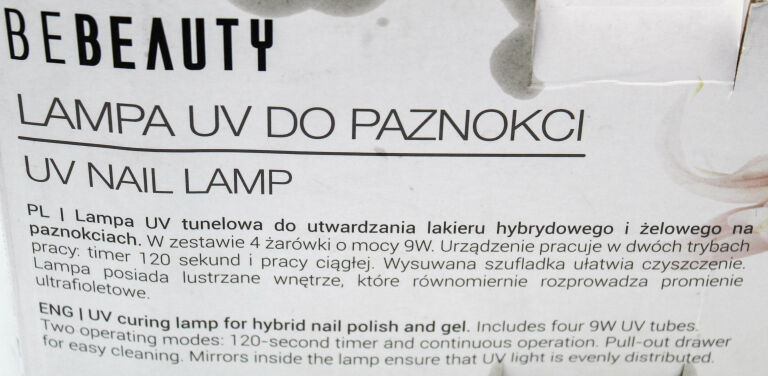 BEBEAUTY
LAMPA UV DO PAZNOKCI
UV NAIL LAMP
PL | Lampa UV tunelowa do utwardzania lakieru hybrydowego i żelowego na
paznokciach. W zestawie 4 żarówki o mocy 9W. Urządzenie pracuje w dwóch trybach
pracy: timer 120 sekund i pracy ciągłej. Wysuwana szufladka ułatwia czyszczenie.
Lampa posiada lustrzane wnętrze, które równomiernie rozprowadza promienie
ultrafioletowe.
ENG | UV curing lamp for hybrid nail polish and gel. Includes four 9W UV tubes.
Two operating modes: 120-second timer and continuous operation. Pull-out drawer
for easy cleaning. Mirrors inside the lamp ensure that UV light is evenly distributed.